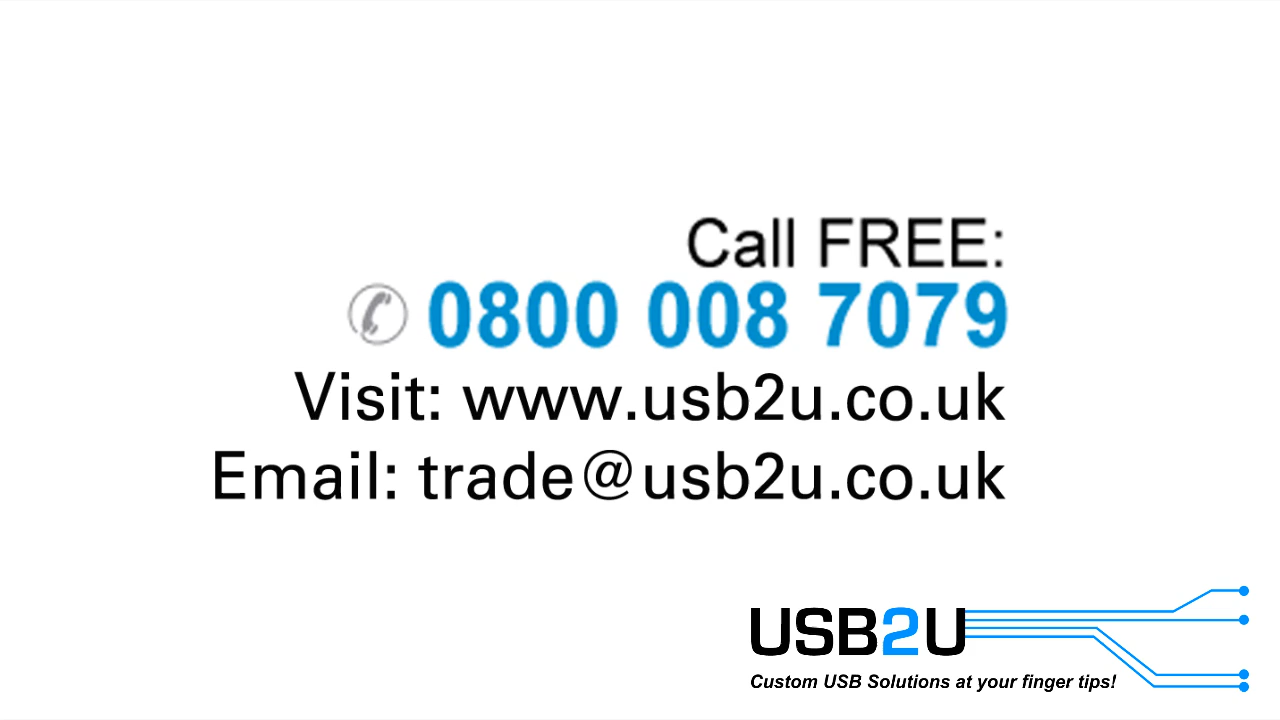 Call FREE:
0800 008 7079
Visit: www.usb2u.co.uk
Email: trade@usb2u.co.uk
USB2U
Custom USB Solutions at your finger tips!